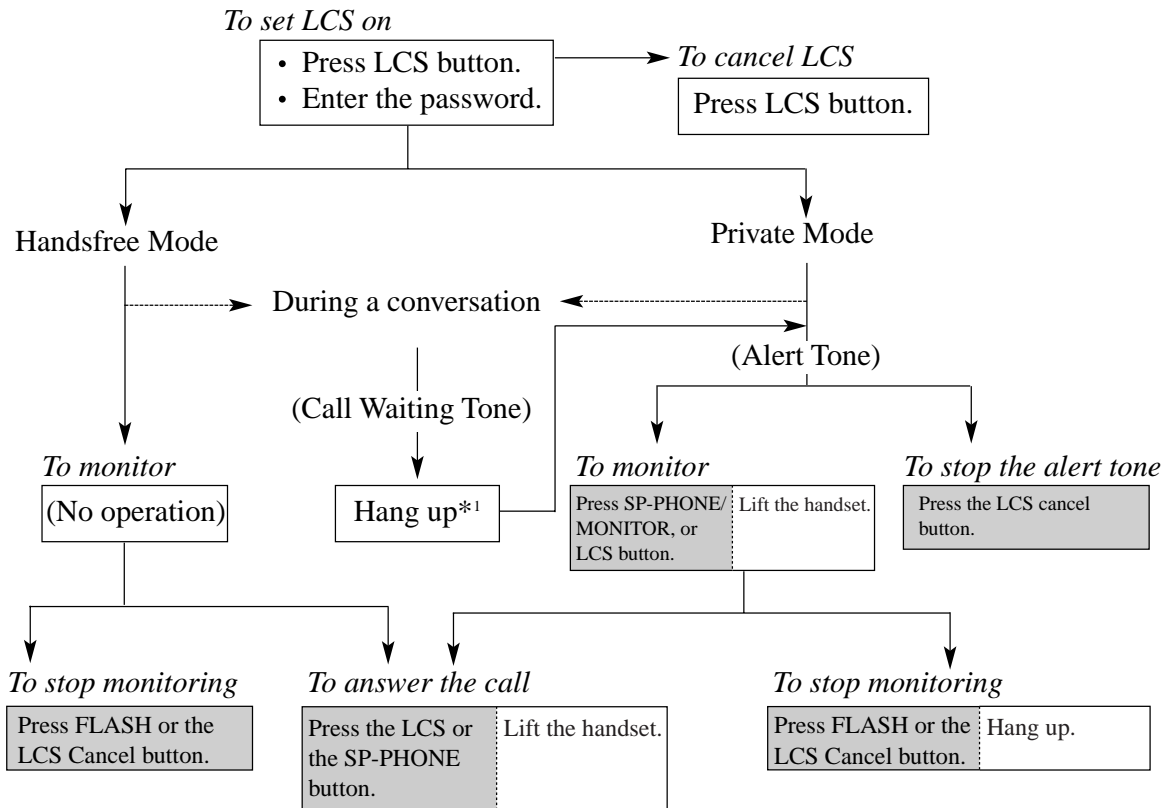 To set LCS on
• Press LCS button.
• Enter the password.
To cancel LCS
Press LCS button.
Handsfree Mode
Private Mode
During a conversation
(Alert Tone)
(Call Waiting Tone)
To monitor
(No operation)
Hang up*1
To monitor
Press SP-PHONE/
MONITOR, or
LCS button.
Lift the handset.
To stop the alert tone
Press the LCS cancel
button.
To stop monitoring
Press FLASH or the
LCS Cancel button.
To answer the call
Press the LCS or
the SP-PHONE
button.
Lift the handset.
To stop monitoring
Press FLASH or the
LCS Cancel button.
Hang up.